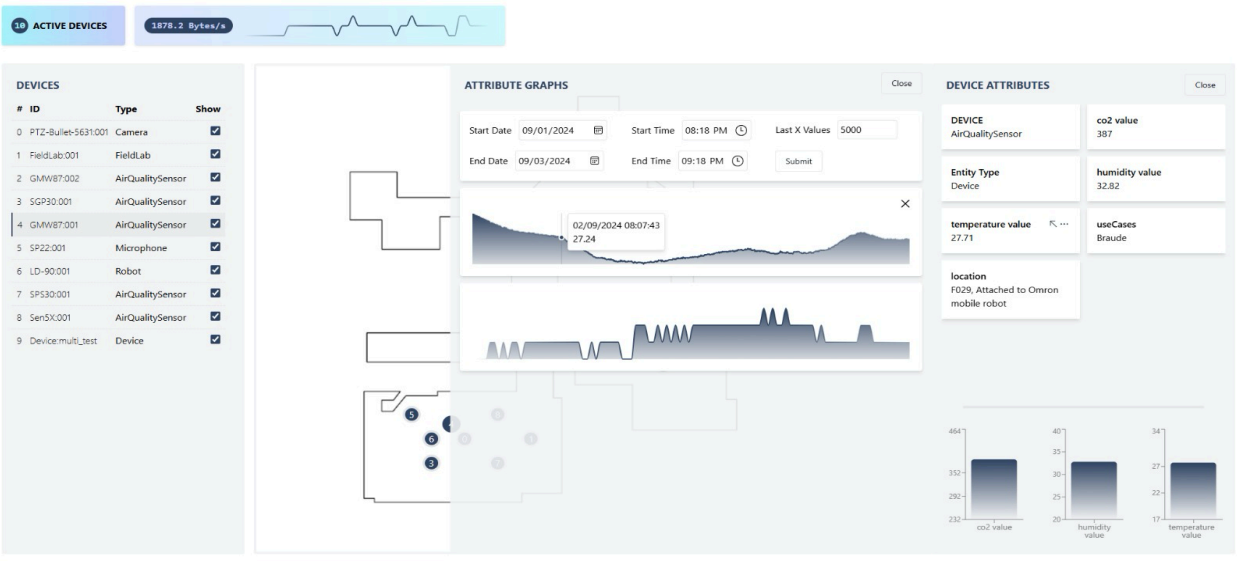 10 ACTIVE DEVICES
1878.2 Bytes/s
DEVICES
# ID Type Show
0 PTZ-Bullet-5631:001 Camera
1 FieldLab:001 FieldLab
2 GMW87:002 AirQualitySensor
3 SGP30:001 AirQualitySensor
4 GMW87:001 AirQualitySensor
5 SP22:001 Microphone
6 LD-90:001 Robot
7 SPS30:001 AirQualitySensor
8 Sen5X:001 AirQualitySensor
9 Device:multi_test Device
ATTRIBUTE GRAPHS
Close
Start Date 09/01/2024 Start Time 08:18 PM Last X Values 5000
End Date 09/03/2024 End Time 09:18 PM Submit
02/09/2024 08:07:43
27.24
5
6
3
DEVICE ATTRIBUTES
Close
DEVICE
AirQualitySensor
co2 value
387
Entity Type
Device
humidity value
32.82
temperature value
27.71
useCases
Braude
location
F029, Attached to Omron
mobile robot
464
352
292
232
co2 value
40
35
30
25
20
humidity
value
34
27
22
17
temperature
value